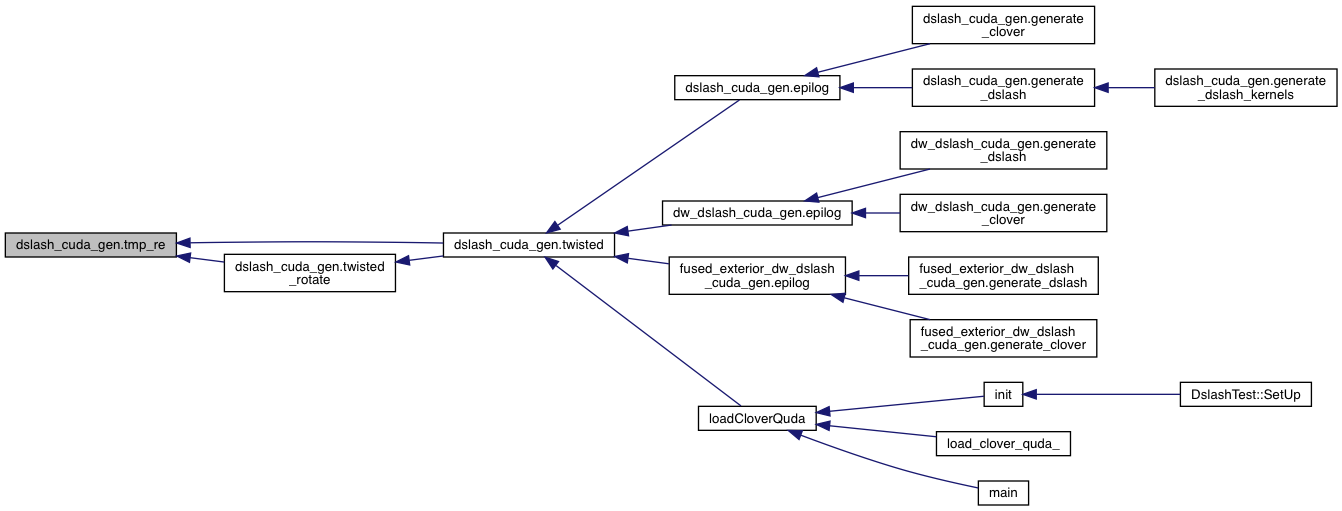 dslash_cuda_gen.tmp_re
dslash_cuda_gen.twisted
_rotate
dslash_cuda_gen.twisted
dslash_cuda_gen.epilog
dslash_cuda_gen.generate
_clover
dslash_cuda_gen.generate
_dslash
dslash_cuda_gen.generate
_dslash_kernels
dw_dslash_cuda_gen.epilog
dw_dslash_cuda_gen.generate
_dslash
dw_dslash_cuda_gen.generate
_clover
fused_exterior_dw_dslash
_cuda_gen.epilog
fused_exterior_dw_dslash
_cuda_gen.generate_dslash
fused_exterior_dw_dslash
_cuda_gen.generate_clover
loadCloverQuda
init
DslashTest::SetUp
load_clover_quda_
main